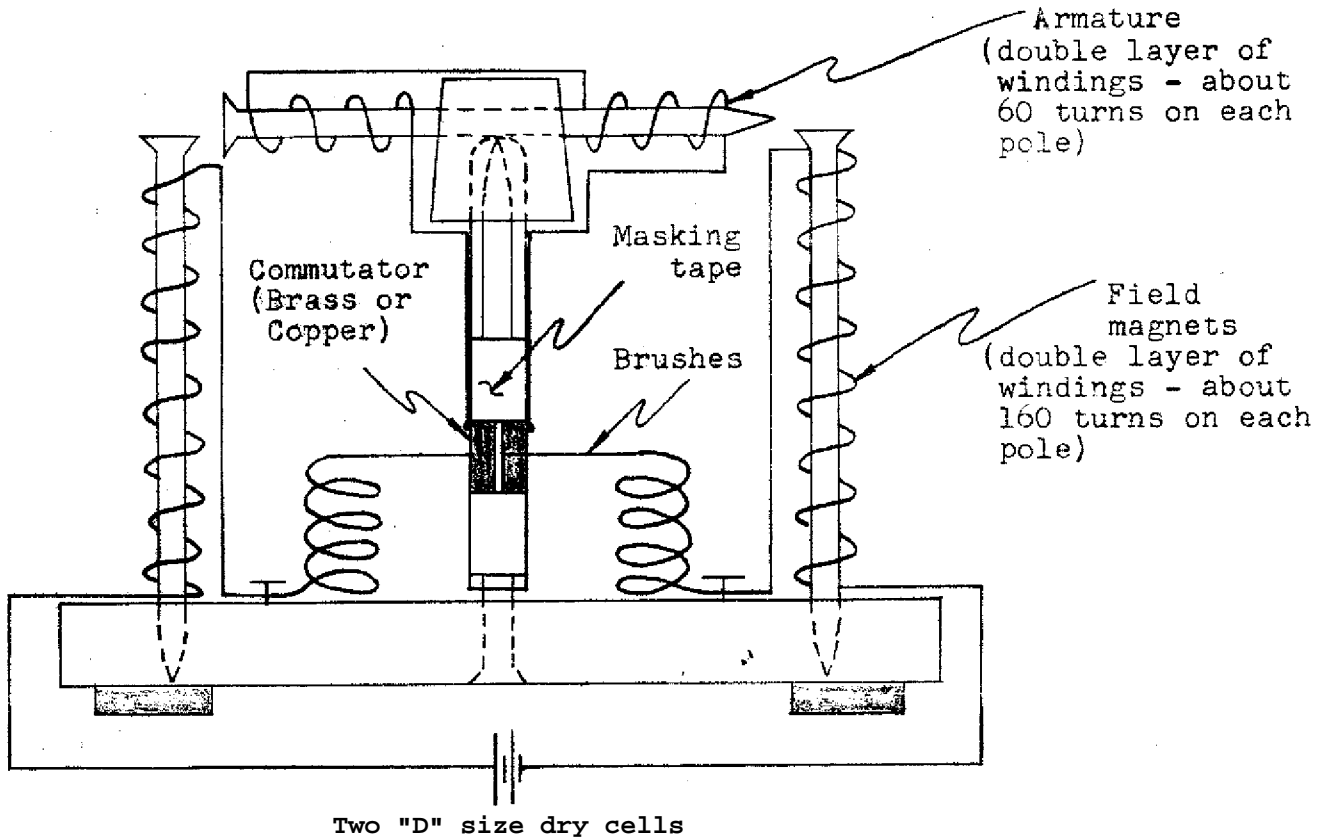 Armature
(double layer of
windings - about
60 turns on each
pole)
Masking
tape
Commutator
(Brass or
Copper)
Brushes
Field
magnets
(double layer of
windings - about
160 turns on each
pole)
Two "D" size dry cells